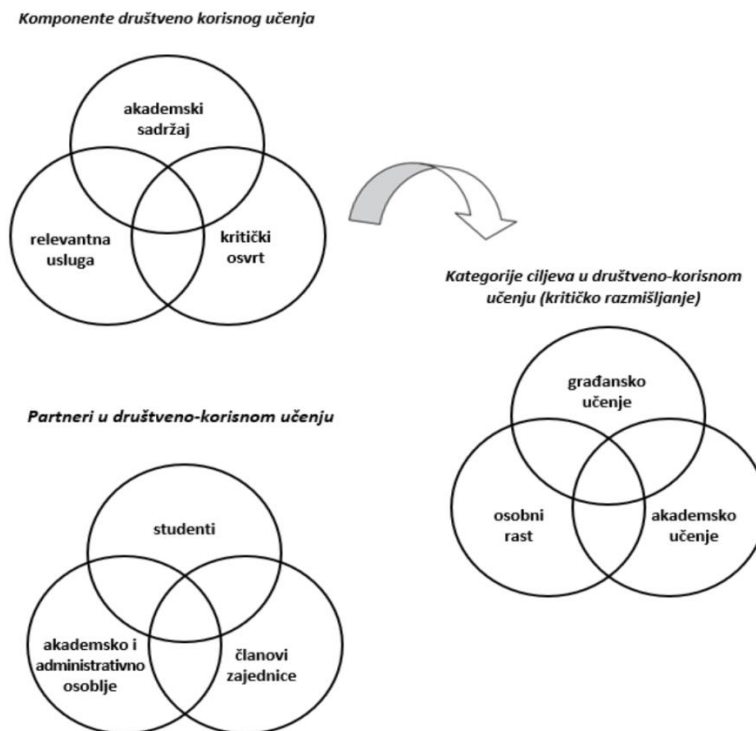 Komponente društveno korisnog učenja
akademski
sadržaj
relevantna
usluga
kritički
osvrt
Kategorije ciljeva u društveno-korisnom
učenju (kritičko razmišljanje)
građansko
učenje
osobni
rast
akademsko
učenje
Partneri u društveno-korisnom učenju
studenti
akademsko i
administrativno
osoblje
članovi
zajednice